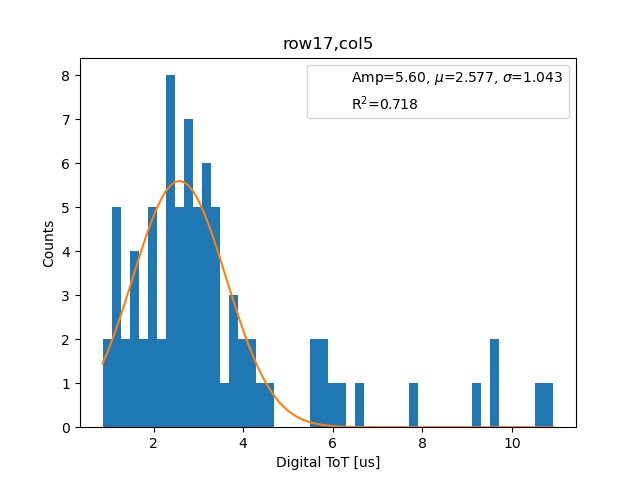 row17,col5
Amp=5.60, μ=2.577, σ=1.043
R²=0.718
Counts
8
7
6
5
4
3
2
1
0
2 4 6 8 10
Digital ToT [us]